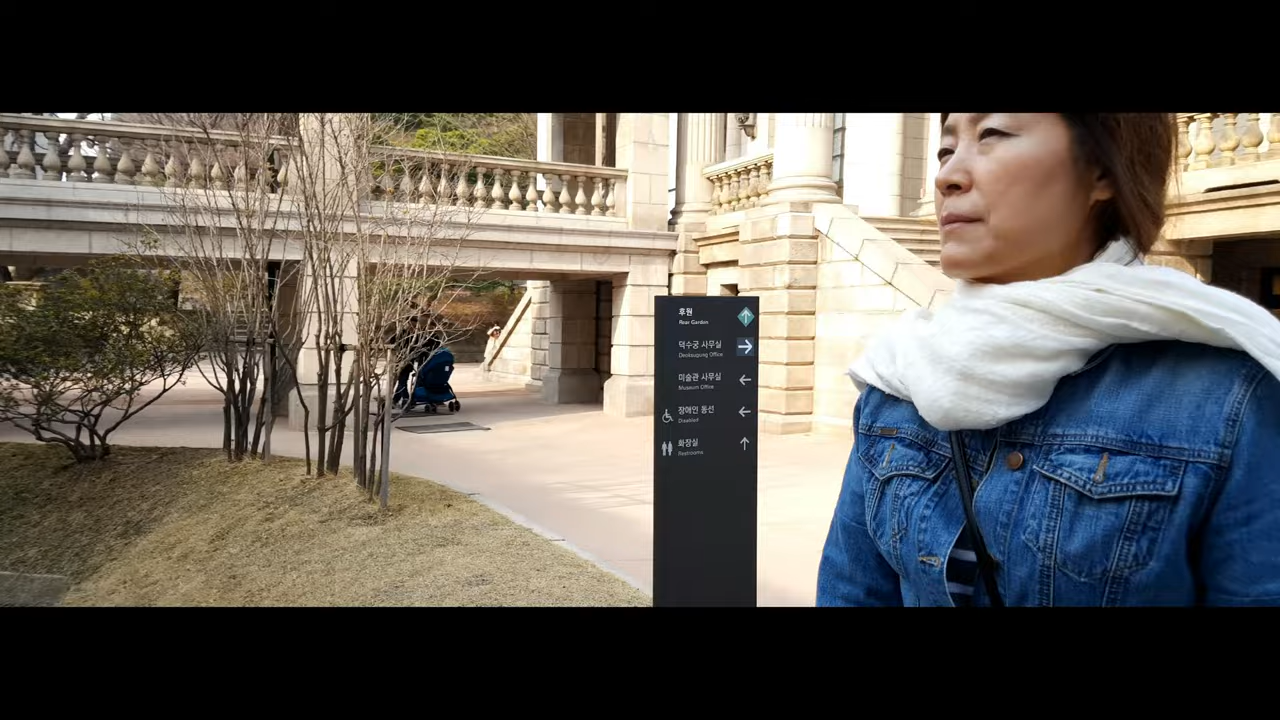 후원
Rear Garden
덕수궁 사무실
Deoksugung Office
미술관 사무실
Museum Office
장애인 동선
Disabled
화장실
Restrooms